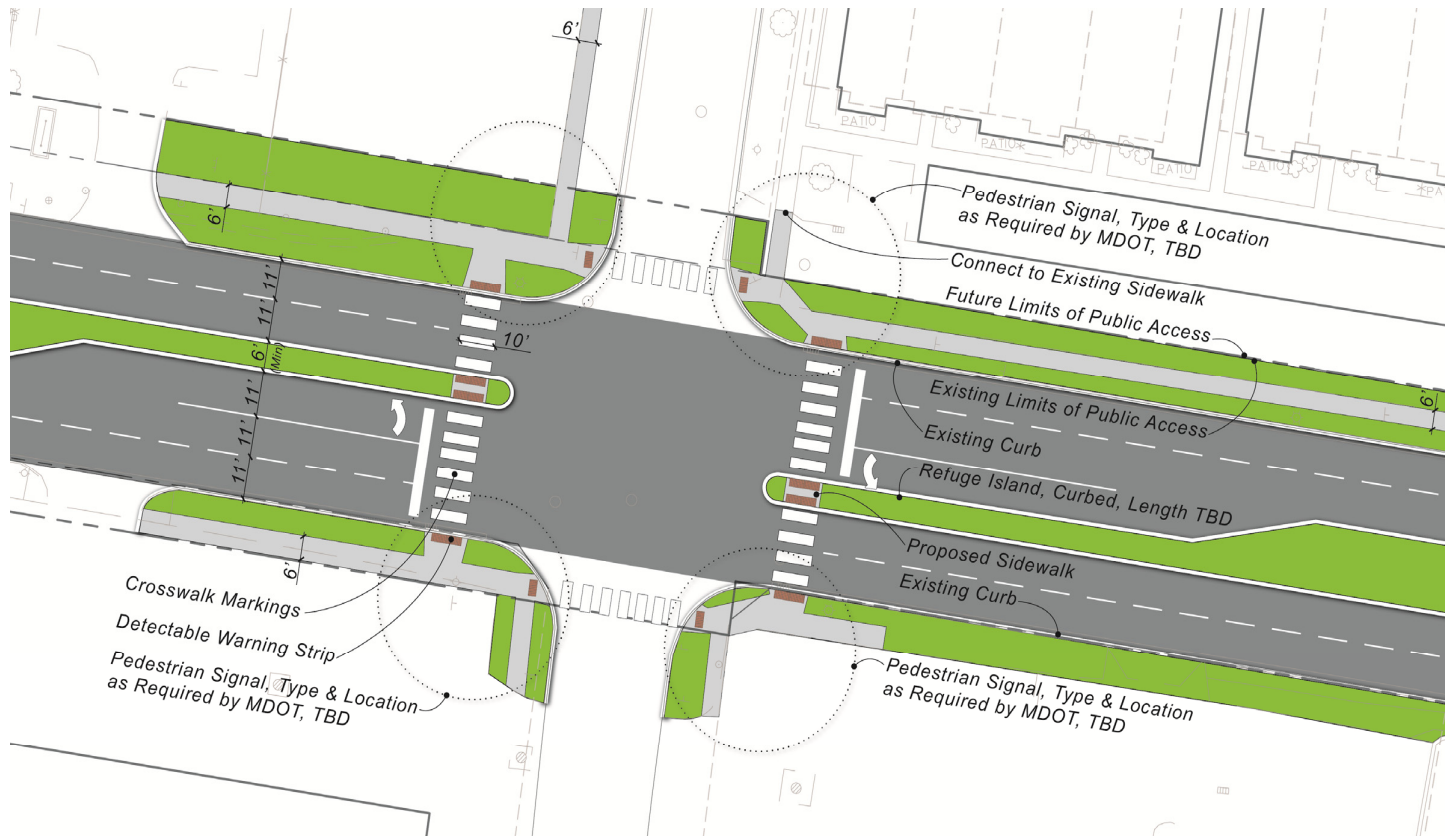 6'
PATIO
PATIO
PATIO
PATIO
PA
Pedestrian Signal, Type & Location
as Required by MDOT, TBD
Connect to Existing Sidewalk
Future Limits of Public Access
6'
11'
11'
10'
6'
(Min)
11'
11'
11'
6'
Existing Limits of Public Access
Existing Curb
Refuge Island, Curbed, Length TBD
Proposed Sidewalk
Existing Curb
6'
Crosswalk Markings
Detectable Warning Strip
Pedestrian Signal, Type & Location
as Required by MDOT, TBD
Pedestrian Signal, Type & Location
as Required by MDOT, TBD